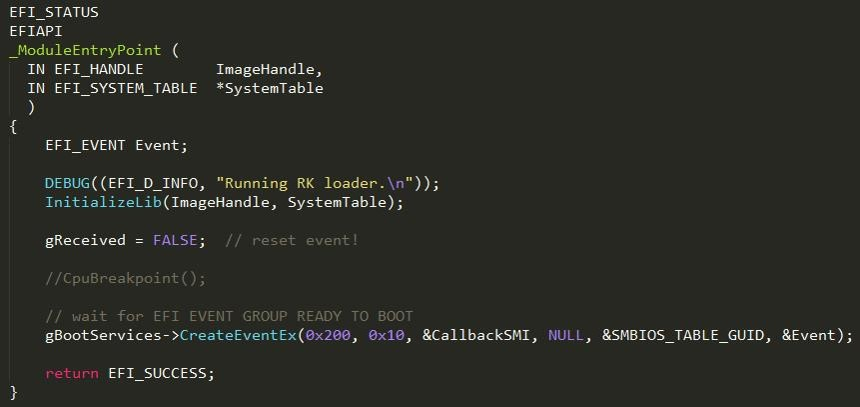 EFI_STATUS
EFIAPI
_ModuleEntryPoint (
  IN EFI_HANDLE        ImageHandle,
  IN EFI_SYSTEM_TABLE  *SystemTable
  )
{
    EFI_EVENT Event;

    DEBUG((EFI_D_INFO, "Running RK loader.\n"));
    InitializeLib(ImageHandle, SystemTable);

    gReceived = FALSE;  // reset event!

    //CpuBreakpoint();

    // wait for EFI EVENT GROUP READY TO BOOT
    gBootServices->CreateEventEx(0x200, 0x10, &CallbackSMI, NULL, &SMBIOS_TABLE_GUID, &Event);

    return EFI_SUCCESS;
}